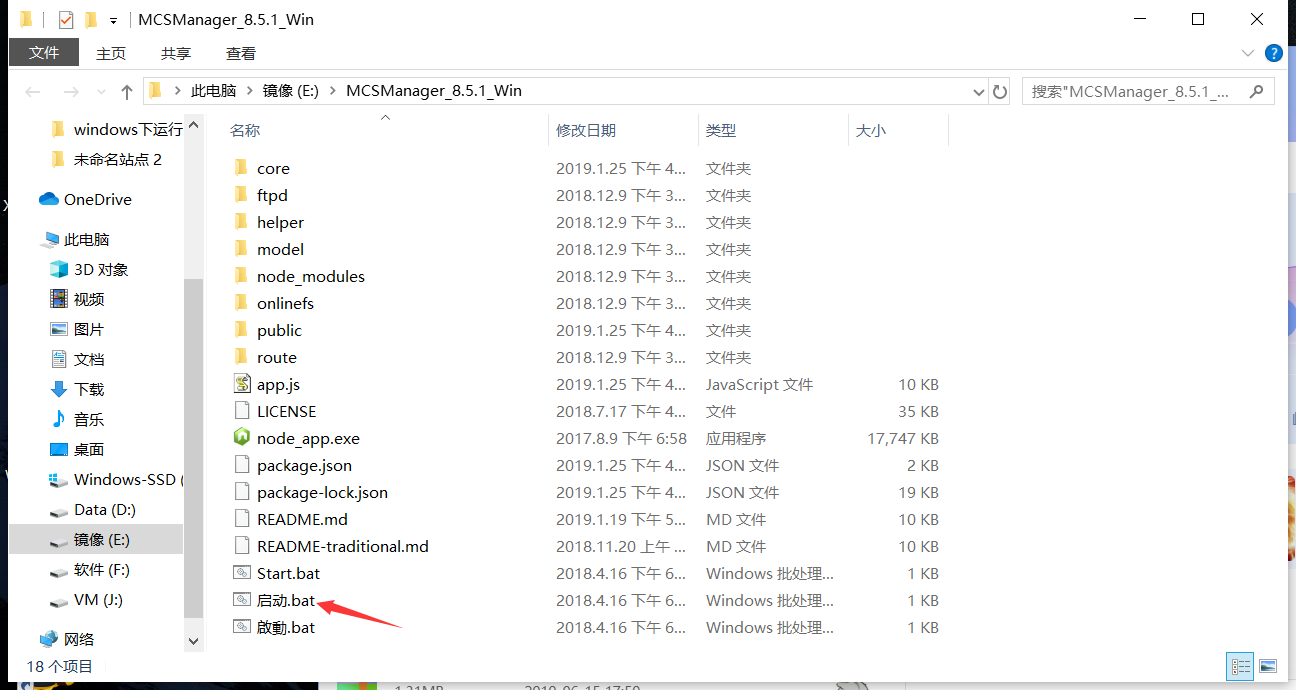 MCSManager_8.5.1_Win
文件 主页 共享 查看
此电脑 镜像 (E:) MCSManager_8.5.1_Win 搜索"MCSManager_8.5.1_...
windows下运行
未命名站点 2
OneDrive
此电脑
3D 对象
视频
图片
文档
下载
音乐
桌面
Windows-SSD (
Data (D:)
镜像 (E:)
软件 (F:)
VM (J:)
网络
名称 修改日期 类型 大小
core 2019.1.25 下午 4... 文件夹
ftpd 2018.12.9 下午 3... 文件夹
helper 2018.12.9 下午 3... 文件夹
model 2018.12.9 下午 3... 文件夹
node_modules 2018.12.9 下午 3... 文件夹
onlinefs 2018.12.9 下午 3... 文件夹
public 2019.1.25 下午 4... 文件夹
route 2018.12.9 下午 3... 文件夹
app.js 2019.1.25 下午 4... JavaScript 文件 10 KB
LICENSE 2018.7.17 下午 4... 文件 35 KB
node_app.exe 2017.8.9 下午 6:58 应用程序 17,747 KB
package.json 2019.1.25 下午 4... JSON 文件 2 KB
package-lock.json 2019.1.25 下午 4... JSON 文件 19 KB
README.md 2019.1.19 下午 5... MD 文件 10 KB
README-traditional.md 2018.11.20 上午 ... MD 文件 10 KB
Start.bat 2018.4.16 下午 6... Windows 批处理... 1 KB
启动.bat 2018.4.16 下午 6... Windows 批处理... 1 KB
啟動.bat 2018.4.16 下午 6... Windows 批处理... 1 KB
18 个项目